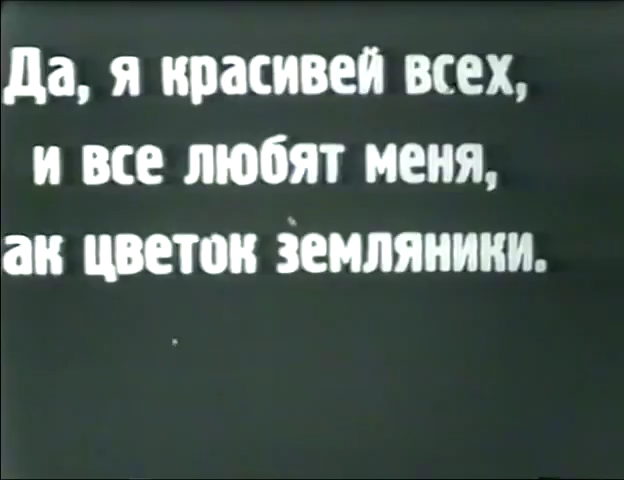 Да, я красивей всех,
и все любят меня,
ак цветок земляники.